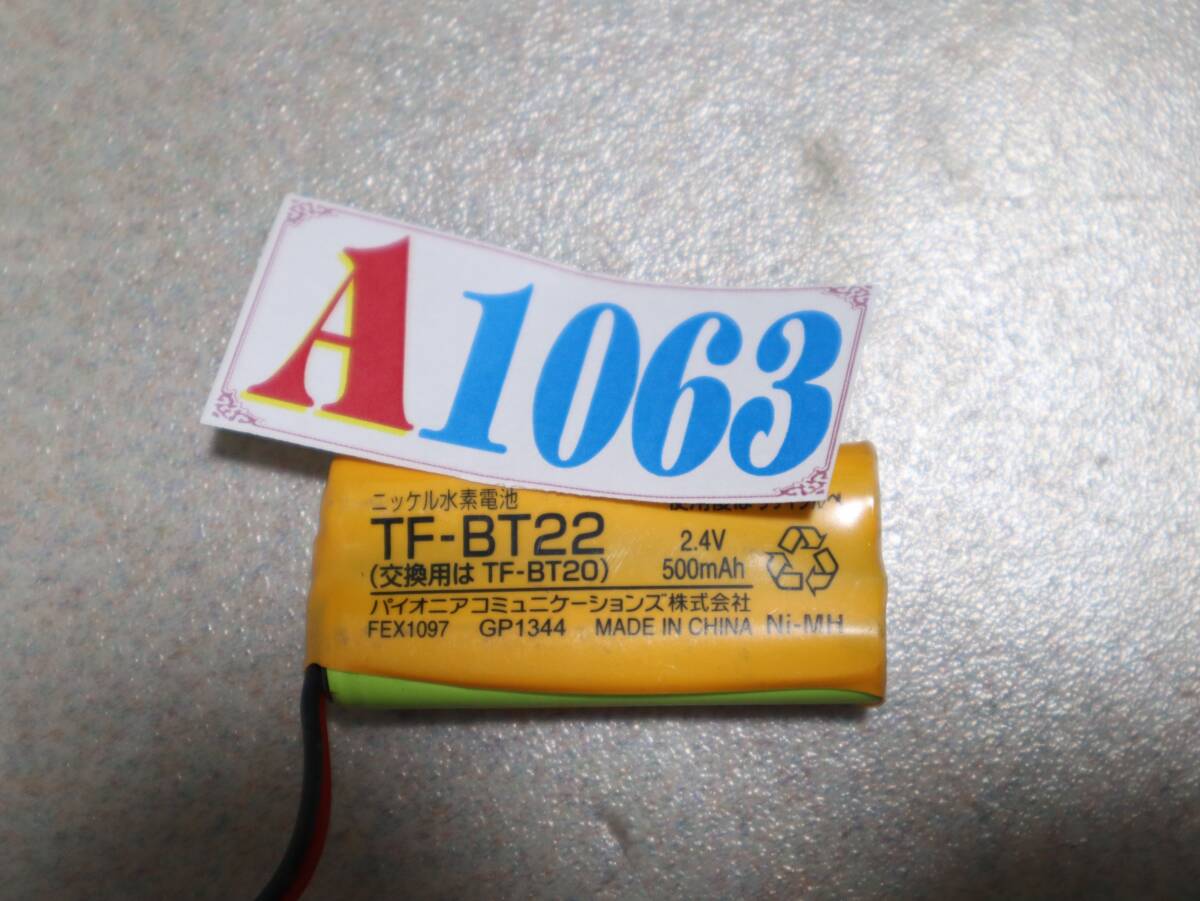 A1063
ニッケル水素電池
TF-BT22
(交換用は TF-BT20)
2.4V
500mAh
パイオニアコミュニケーションズ株式会社
FEX1097 GP1344 MADE IN CHINA Ni-MH